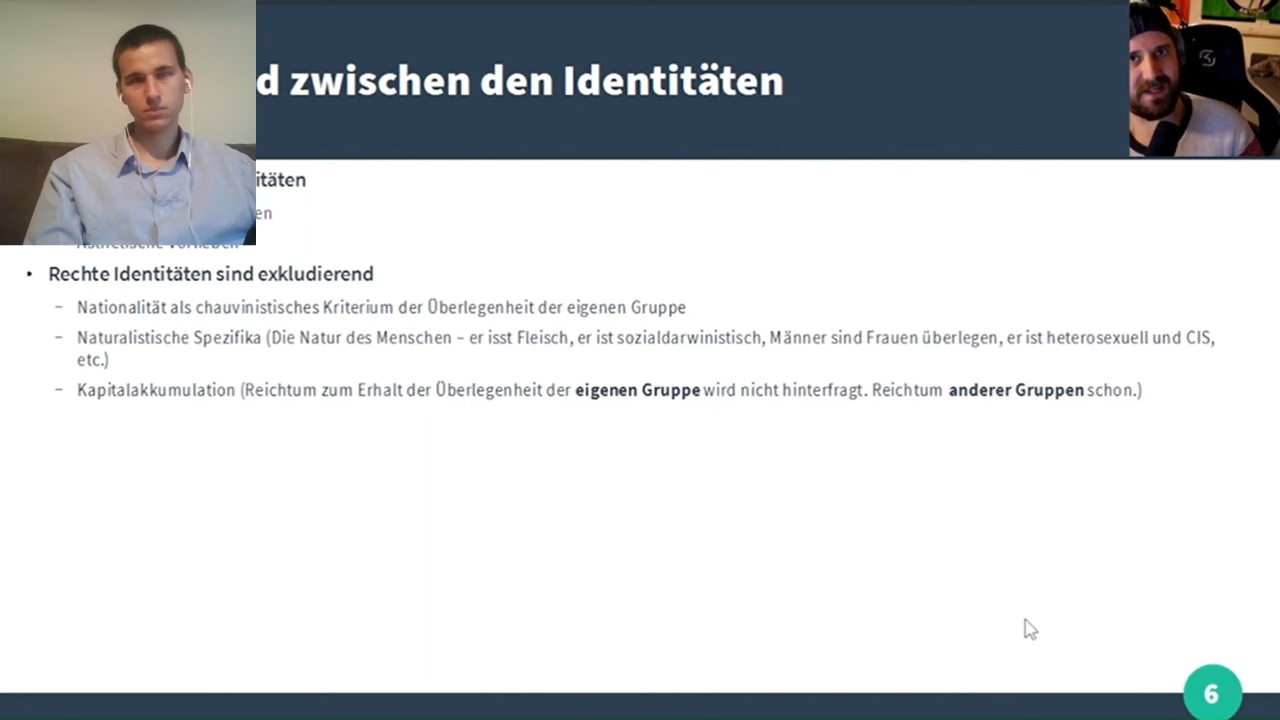 d zwischen den Identitäten
itäten
en
Ästhetische Vorlieben
• Rechte Identitäten sind exkludierend
– Nationalität als chauvinistisches Kriterium der Überlegenheit der eigenen Gruppe
– Naturalistische Spezifika (Die Natur des Menschen – er isst Fleisch, er ist sozialdarwinistisch, Männer sind Frauen überlegen, er ist heterosexuell und CIS,
etc.)
– Kapitalakkumulation (Reichtum zum Erhalt der Überlegenheit der eigenen Gruppe wird nicht hinterfragt. Reichtum anderer Gruppen schon.)
6